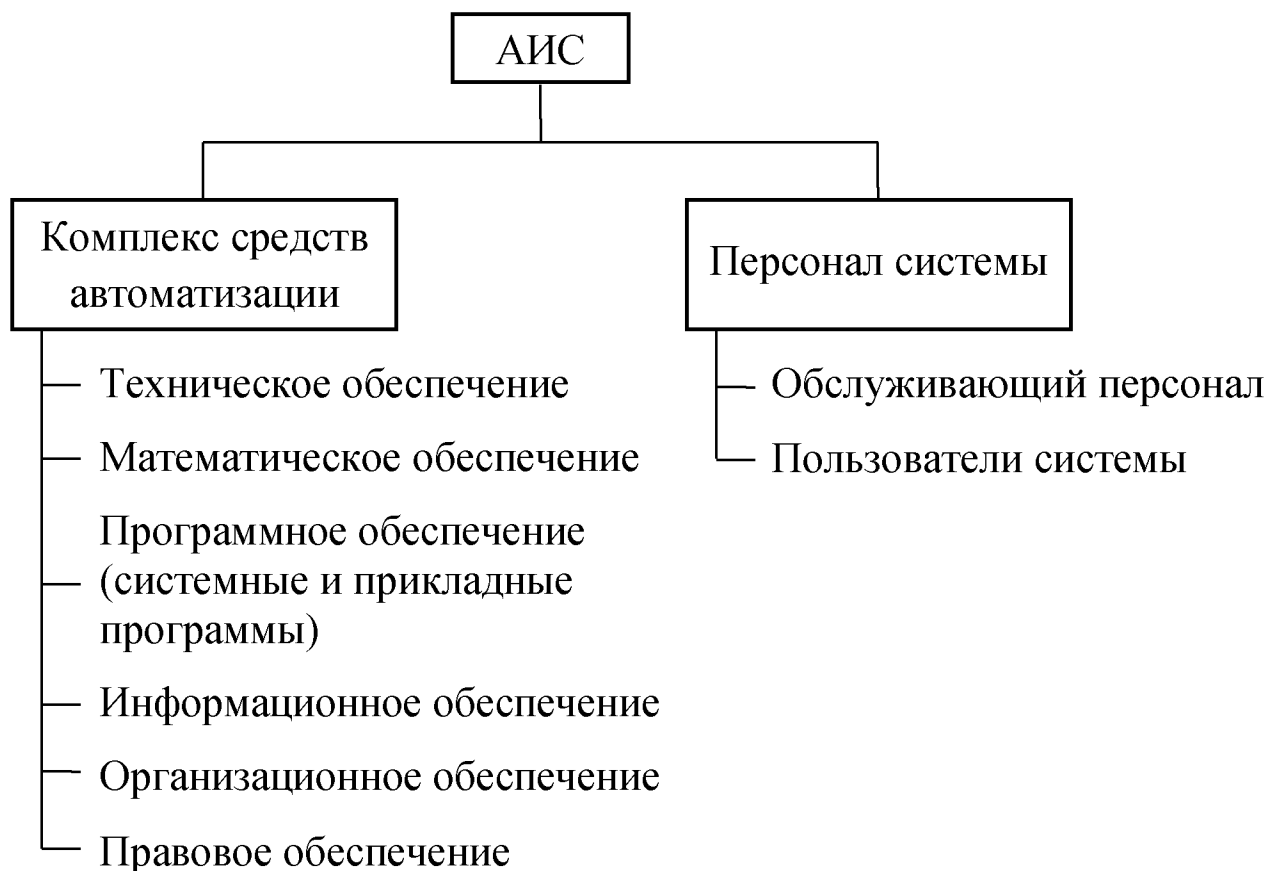 АИС
Комплекс средств
автоматизации
Техническое обеспечение
Математическое обеспечение
Программное обеспечение
(системные и прикладные
программы)
Информационное обеспечение
Организационное обеспечение
Правовое обеспечение
Персонал системы
Обслуживающий персонал
Пользователи системы